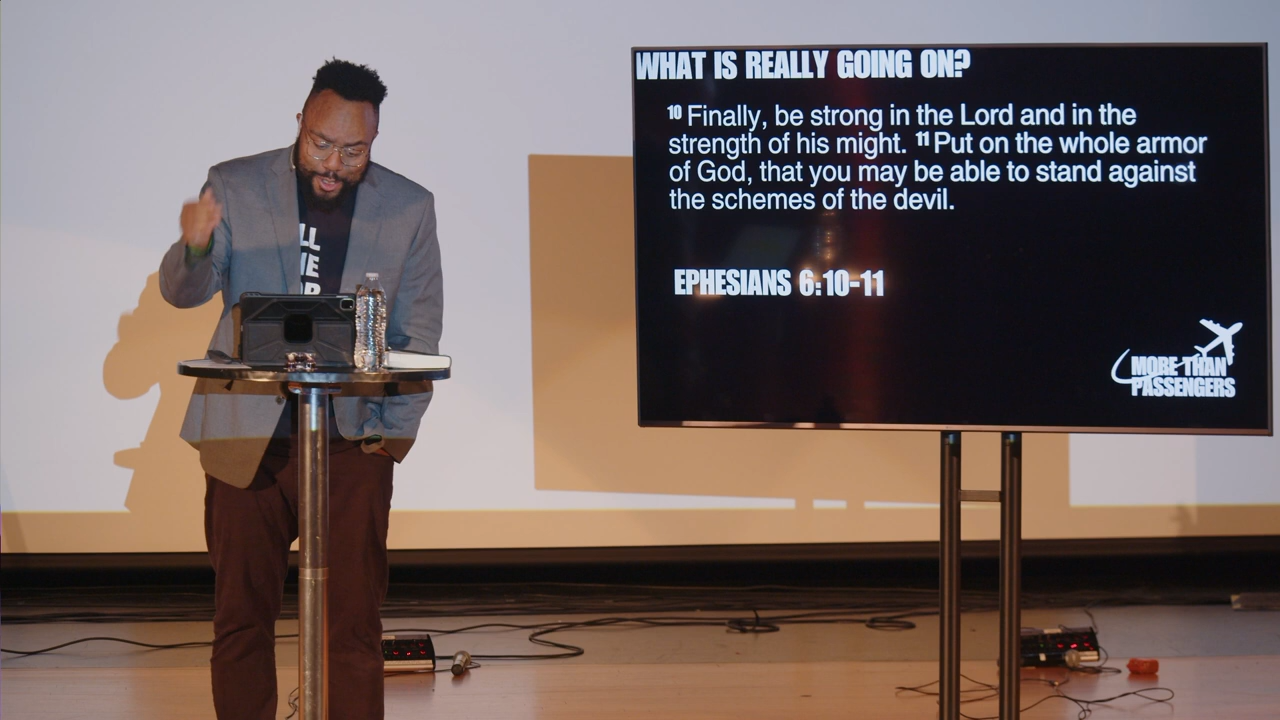 WHAT IS REALLY GOING ON?
10 Finally, be strong in the Lord and in the
strength of his might. 11 Put on the whole armor
of God, that you may be able to stand against
the schemes of the devil.
EPHESIANS 6:10-11
MORE THAN
PASSENGERS